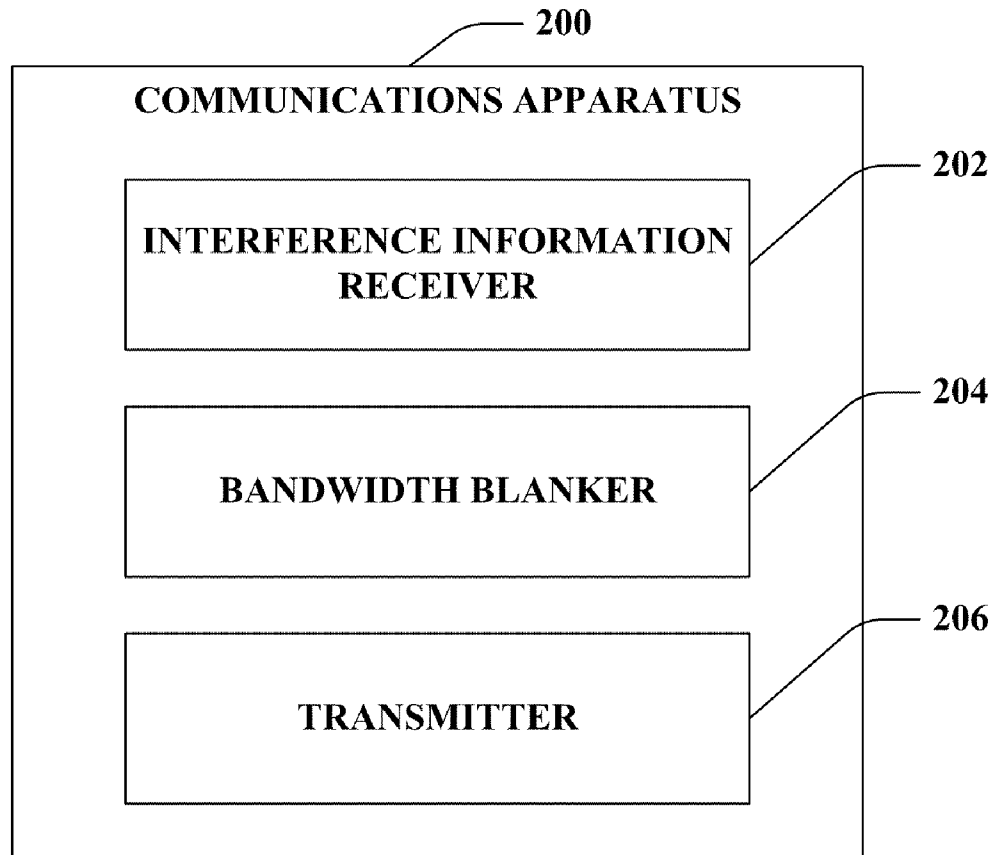 200
COMMUNICATIONS APPARATUS
202
INTERFERENCE INFORMATION
RECEIVER
204
BANDWIDTH BLANKER
206
TRANSMITTER